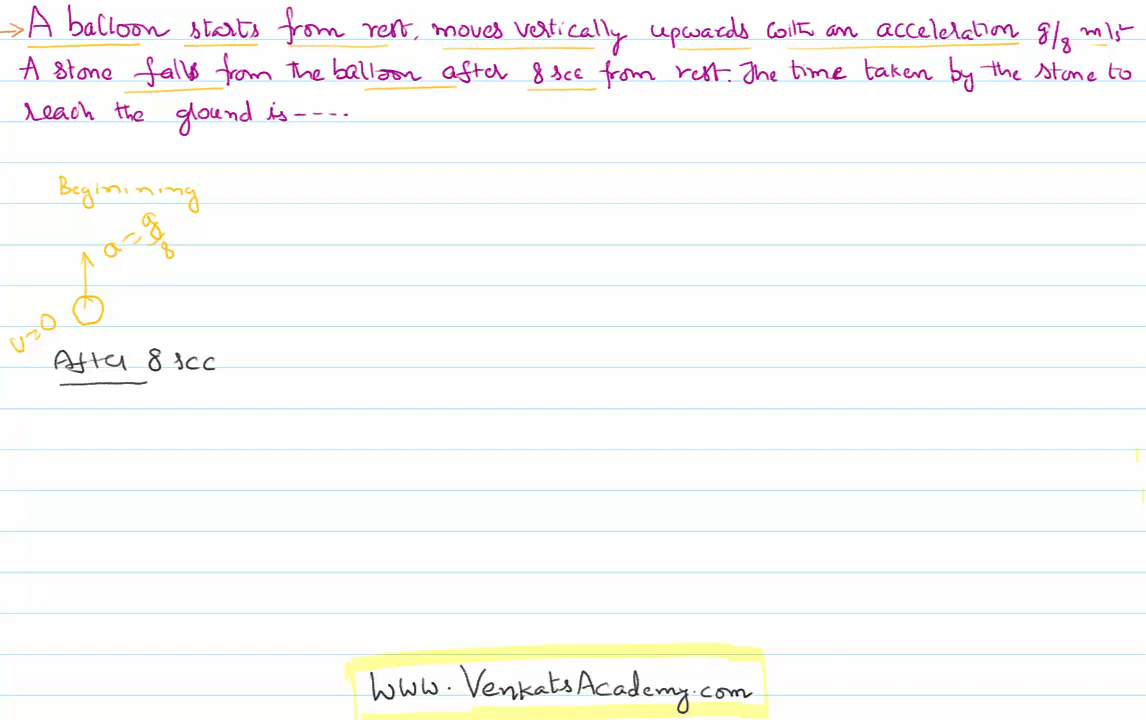 → A balloon starts from rest, moves vertically upwards with an acceleration g/8 m/s²
A stone falls from the balloon after 8 sec from rest. The time taken by the stone to
reach the ground is ----.
Beginining
a = g/8
u=0
After 8 sec
www.VenkatsAcademy.com